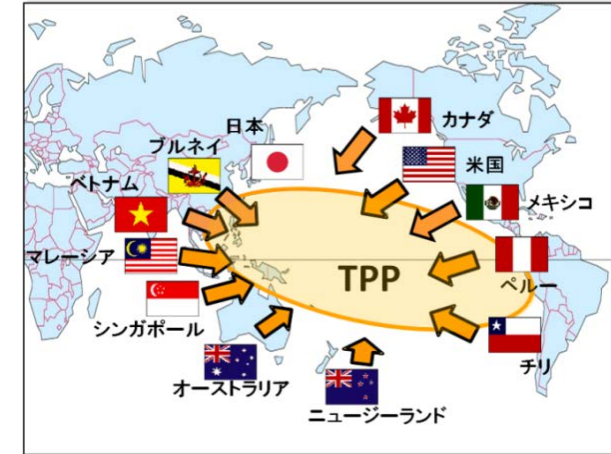 カナダ
日本
ブルネイ
米国
ベトナム
メキシコ
マレーシア
TPP
ペルー
シンガポール
チリ
オーストラリア
ニュージーランド